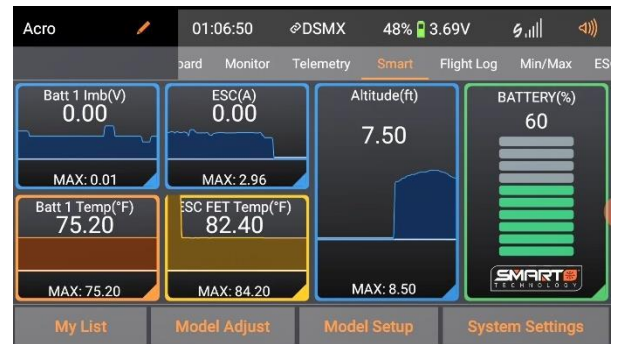 Acro 01:06:50 DSMX 48% 3.69V
Monitor Telemetry Smart Flight Log Min/Max
Batt 1 Imb(V)
0.00
MAX: 0.01
ESC(A)
0.00
MAX: 2.96
Altitude(ft)
7.50
MAX: 8.50
BATTERY(%)
60
SMART
TECHNOLOGY
Batt 1 Temp(°F)
75.20
MAX: 75.20
ESC FET Temp(°F)
82.40
MAX: 84.20
My List Model Adjust Model Setup System Settings